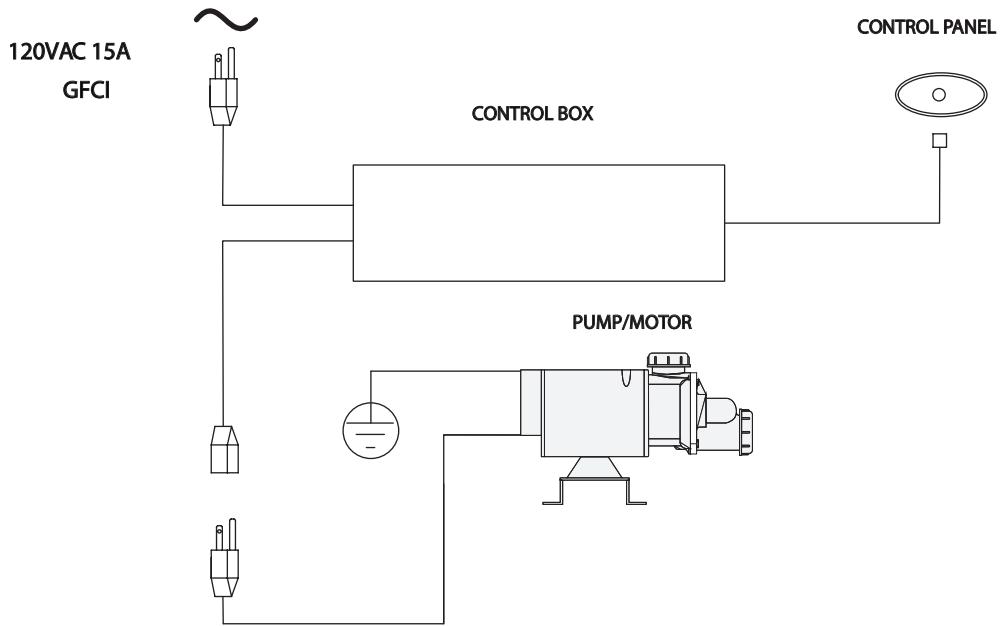 120VAC 15A
GFCI
CONTROL PANEL
CONTROL BOX
PUMP/MOTOR